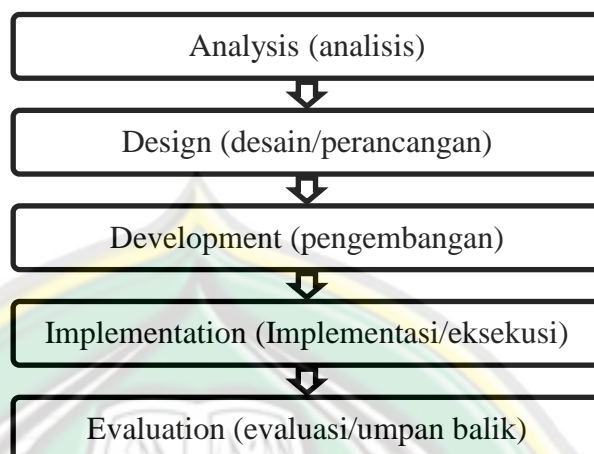 Analysis (analisis)
Design (desain/perancangan)
Development (pengembangan)
Implementation (Implementasi/eksekusi)
Evaluation (evaluasi/umpan balik)